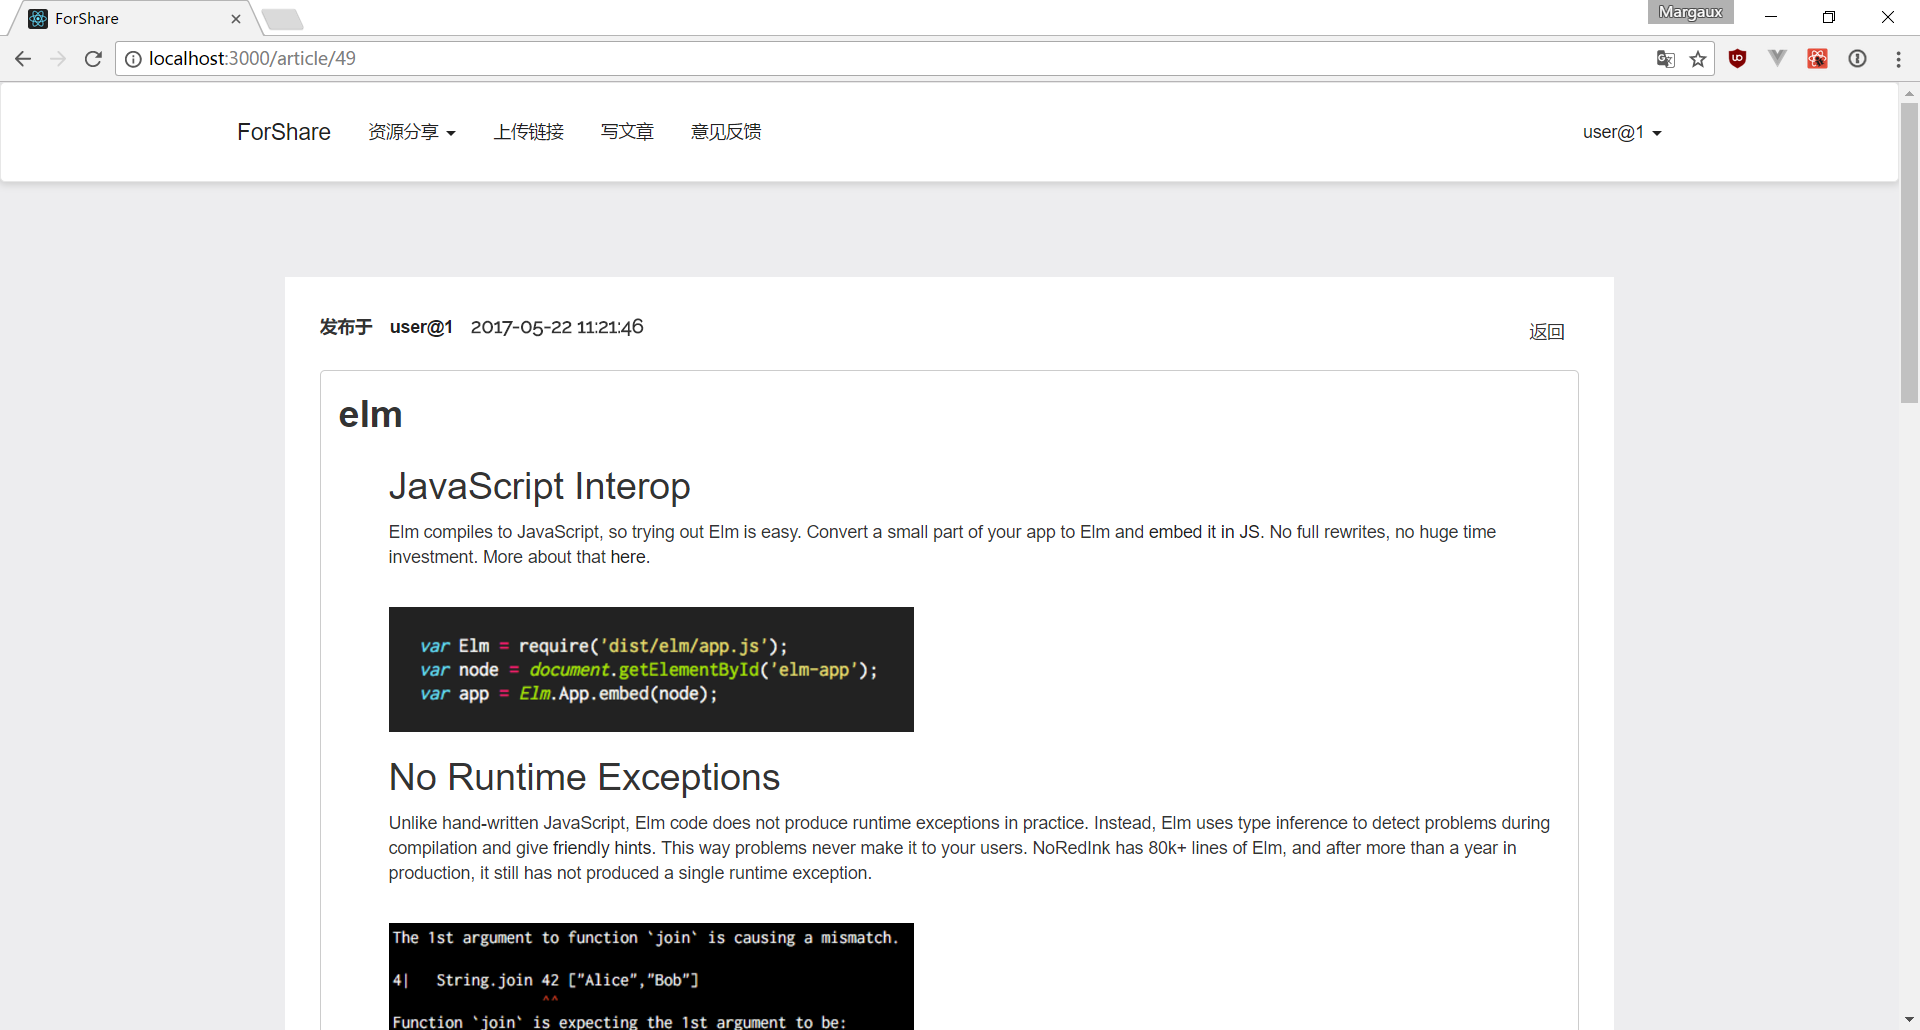 ForShare
Margaux
localhost:3000/article/49
ForShare 资源分享 上传链接 写文章 意见反馈 user@1
发布于 user@1 2017-05-22 11:21:46 返回
elm
JavaScript Interop
Elm compiles to JavaScript, so trying out Elm is easy. Convert a small part of your app to Elm and embed it in JS. No full rewrites, no huge time
investment. More about that here.
var Elm = require('dist/elm/app.js');
var node = document.getElementById('elm-app');
var app = Elm.App.embed(node);
No Runtime Exceptions
Unlike hand-written JavaScript, Elm code does not produce runtime exceptions in practice. Instead, Elm uses type inference to detect problems during
compilation and give friendly hints. This way problems never make it to your users. NoRedInk has 80k+ lines of Elm, and after more than a year in
production, it still has not produced a single runtime exception.
The 1st argument to function `join` is causing a mismatch.
4| String.join 42 ["Alice","Bob"]
^^
Function `join` is expecting the 1st argument to be: